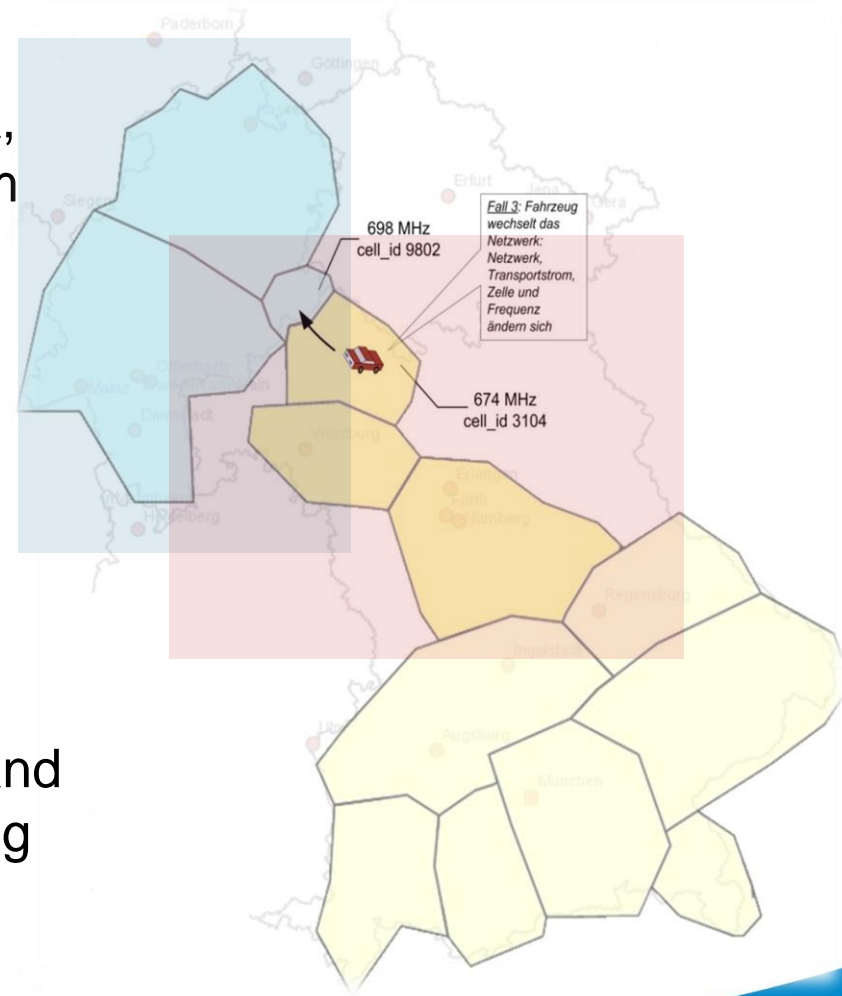 Paderborn
Göttingen
Kassel
,
n
Siegen
Erfurt
Jena
Gera
698 MHz
cell_id 9802
Fall 3: Fahrzeug
wechselt das
Netzwerk:
Netzwerk,
Transportstrom,
Zelle und
Frequenz
ändern sich
Offenbach
Mainz
Darmstadt
674 MHz
cell_id 3104
Würzburg
Erlangen
Fürth
Nürnberg
Heidelberg
Regensburg
Ingolstadt
Ulm
Augsburg
München
nd
g